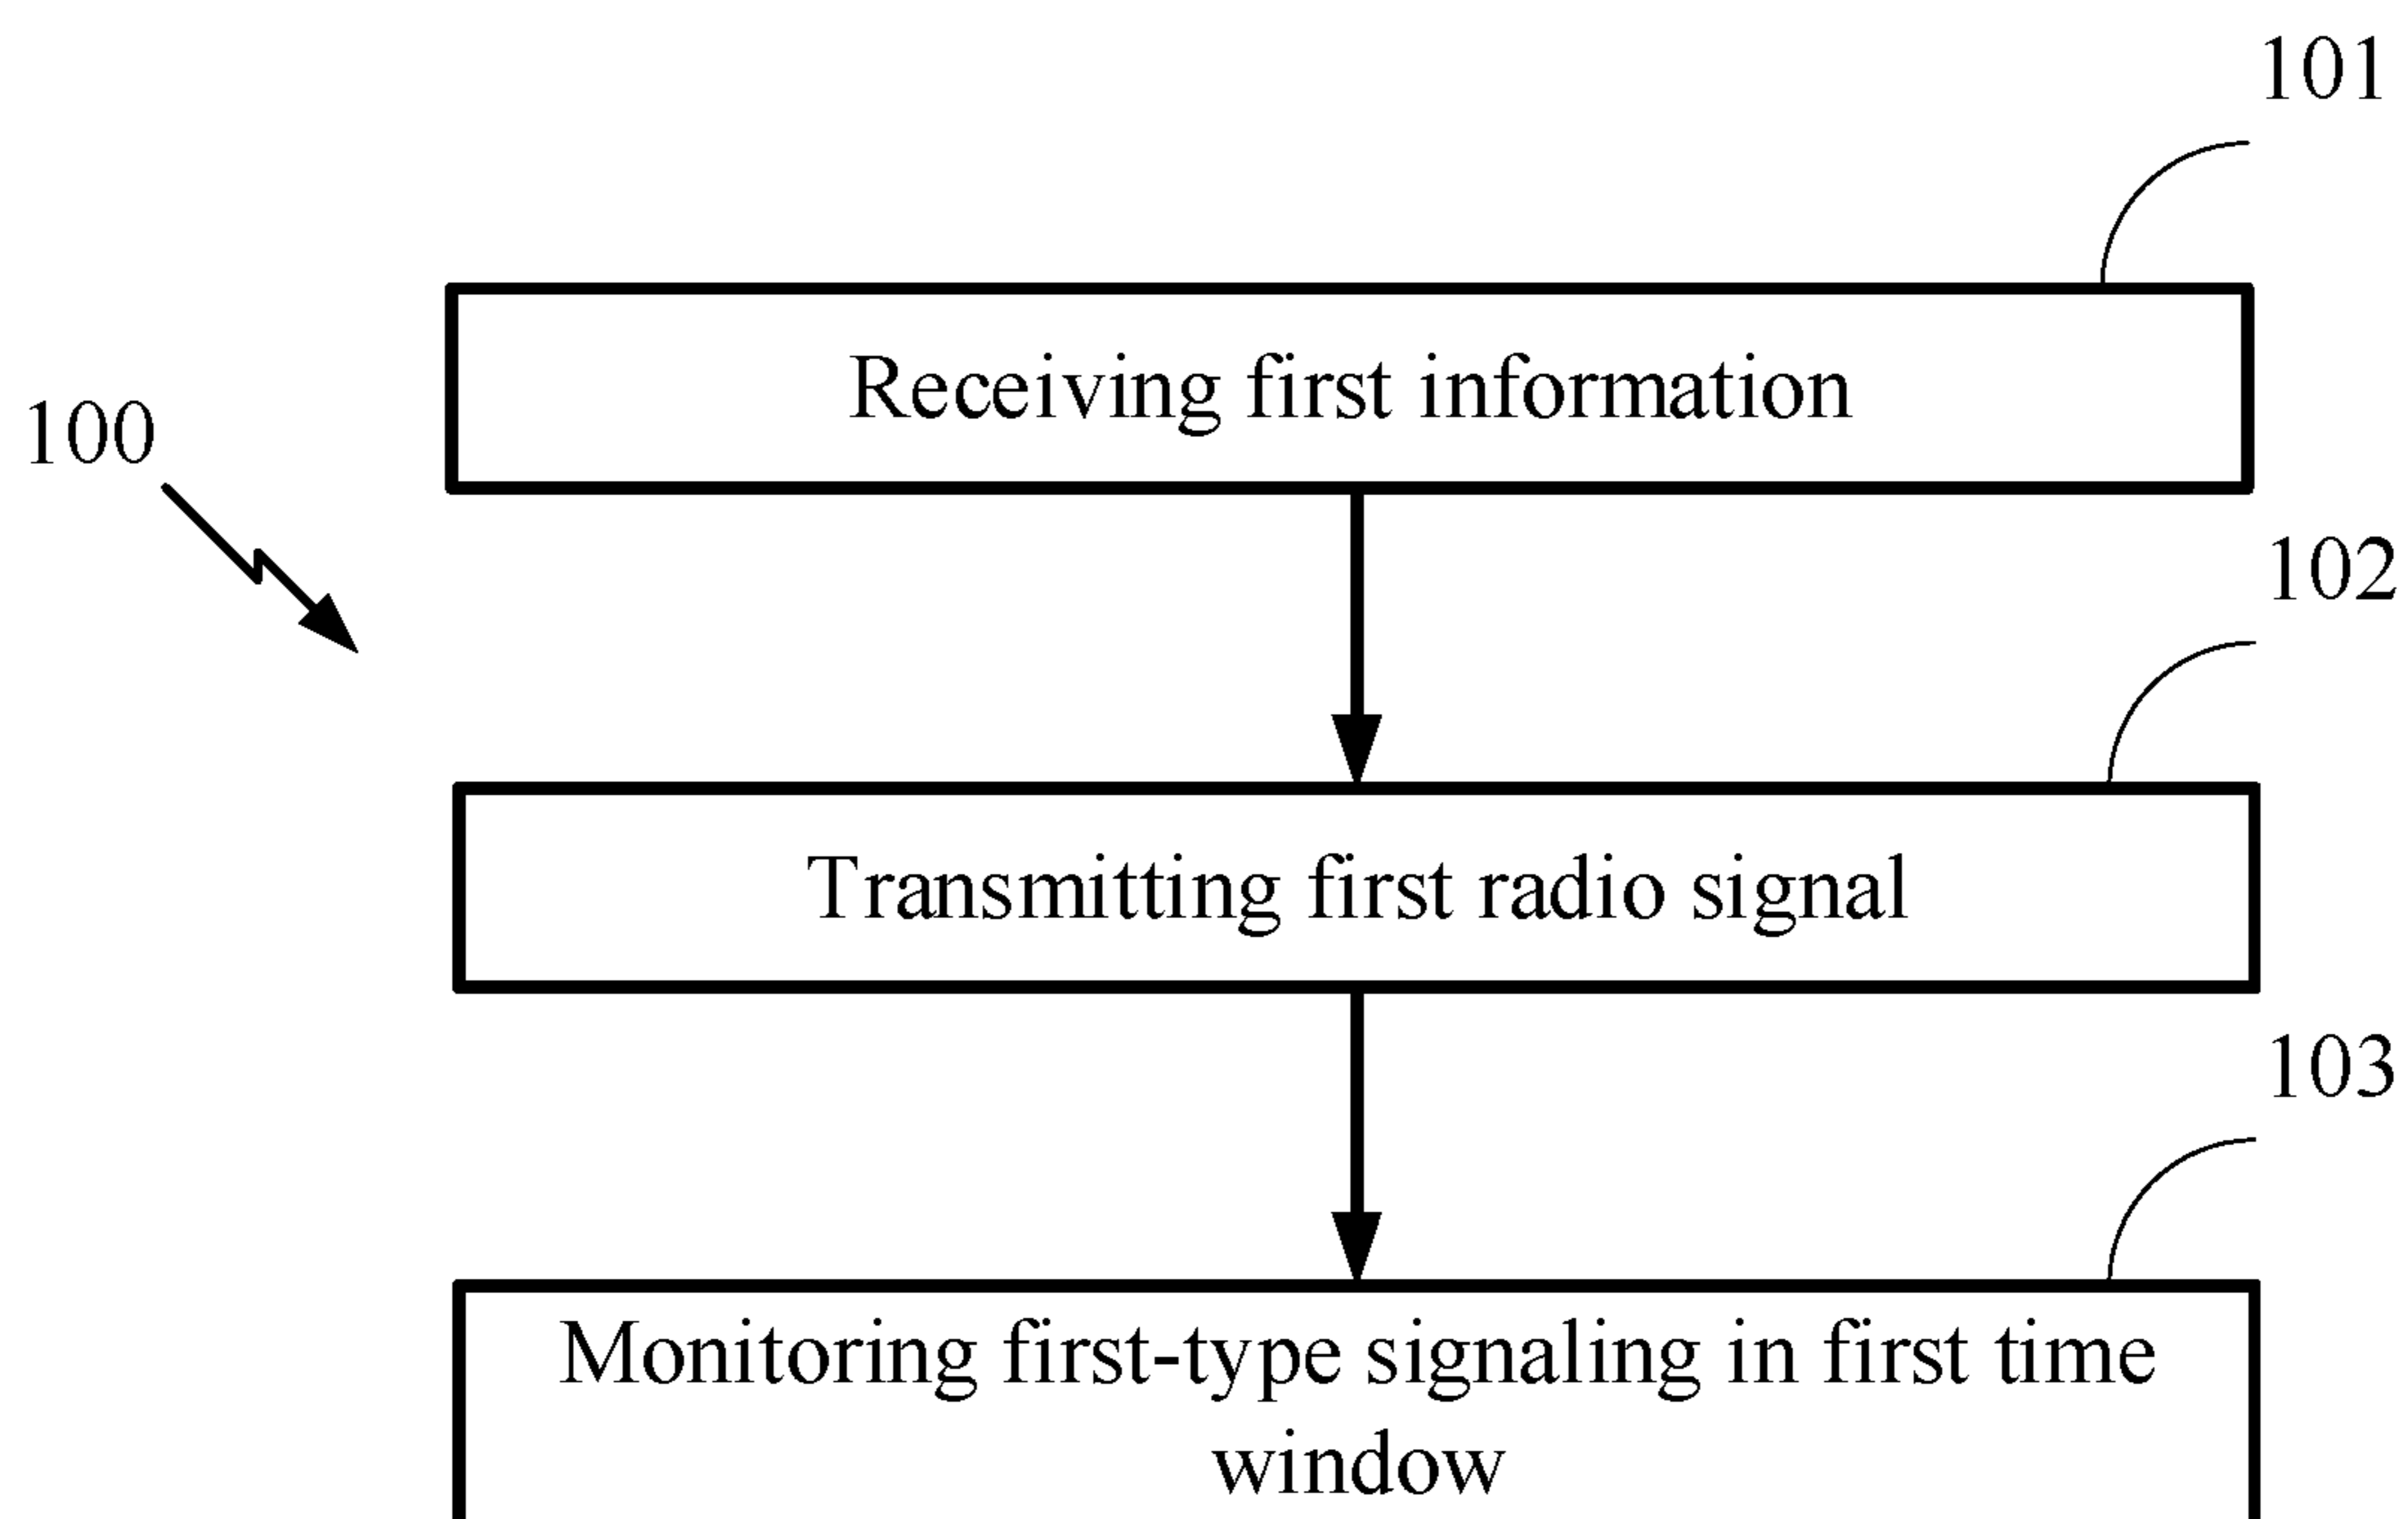 101
Receiving first information
100
102
Transmitting first radio signal
103
Monitoring first-type signaling in first time
window